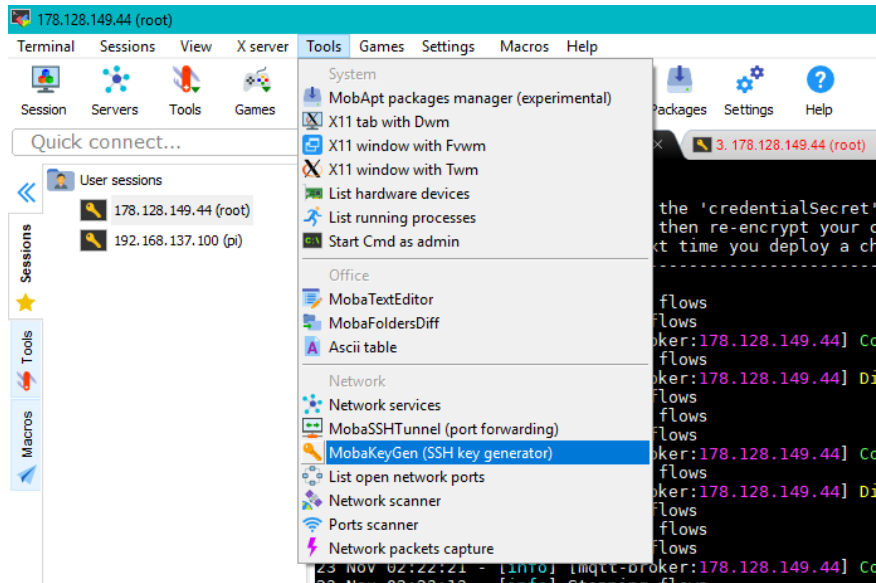 178.128.149.44 (root)
Terminal Sessions View X server Tools Games Settings Macros Help
Session Servers Tools Games Packages Settings Help
Quick connect...
3. 178.128.149.44 (root)
User sessions
178.128.149.44 (root)
192.168.137.100 (pi)
Sessions
Tools
Macros
System
MobApt packages manager (experimental)
X11 tab with Dwm
X11 window with Fvwm
X11 window with Twm
List hardware devices
List running processes
Start Cmd as admin
Office
MobaTextEditor
MobaFoldersDiff
Ascii table
Network
Network services
MobaSSHTunnel (port forwarding)
MobaKeyGen (SSH key generator)
List open network ports
Network scanner
Ports scanner
Network packets capture
the 'credentialSecret'
then re-encrypt your
time you deploy a
flows
flows
oker:178.128.149.44] Co
flows
oker:178.128.149.44] Di
flows
flows
flows
oker:178.128.149.44] Co
flows
oker:178.128.149.44] Di
flows
flows
flows
23 Nov 02:22:21 - [info] [mqtt-broker:178.128.149.44] Co